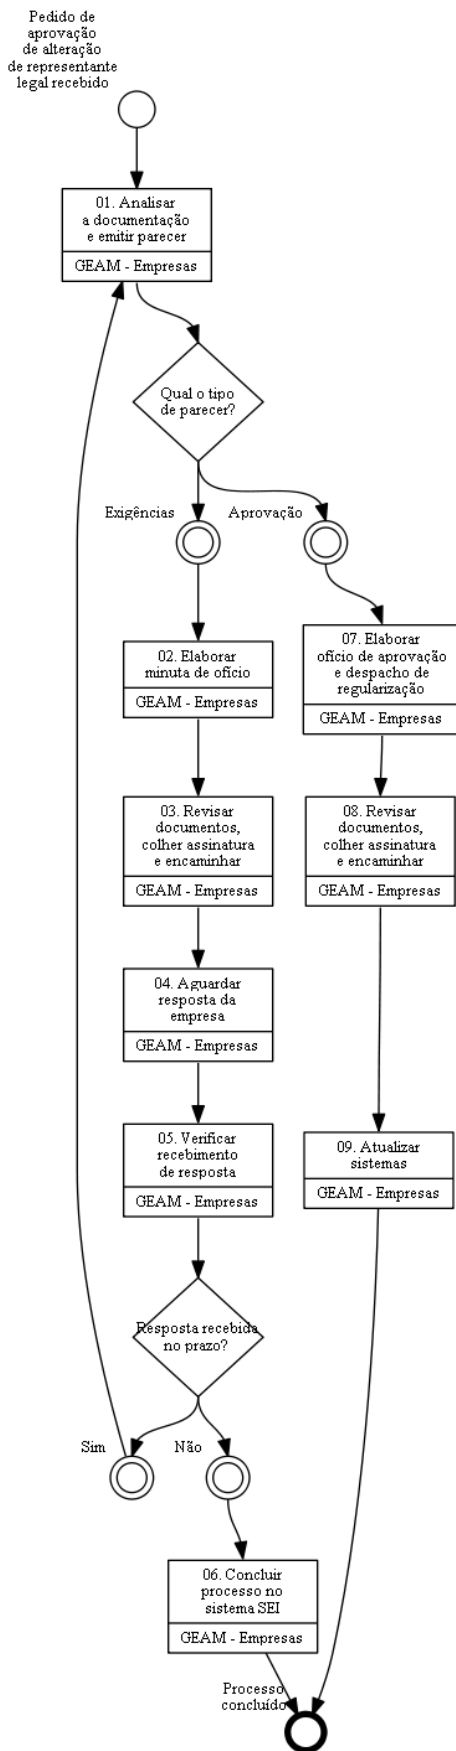 Pedido de
aprovação
de alteração
de representante
legal recebido
01. Analisar
a documentação
e emitir parecer
GEAM - Empresas
Qual o tipo
de parecer?
Exigências
Aprovação
02. Elaborar
minuta de ofício
GEAM - Empresas
07. Elaborar
ofício de aprovação
e despacho de
regularização
GEAM - Empresas
03. Revisar
documentos,
colher assinatura
e encaminhar
GEAM - Empresas
08. Revisar
documentos,
colher assinatura
e encaminhar
GEAM - Empresas
04. Aguardar
resposta da
empresa
GEAM - Empresas
05. Verificar
recebimento
de resposta
GEAM - Empresas
09. Atualizar
sistemas
GEAM - Empresas
Resposta recebida
no prazo?
Sim
Não
06. Concluir
processo no
sistema SEI
GEAM - Empresas
Processo
concluído